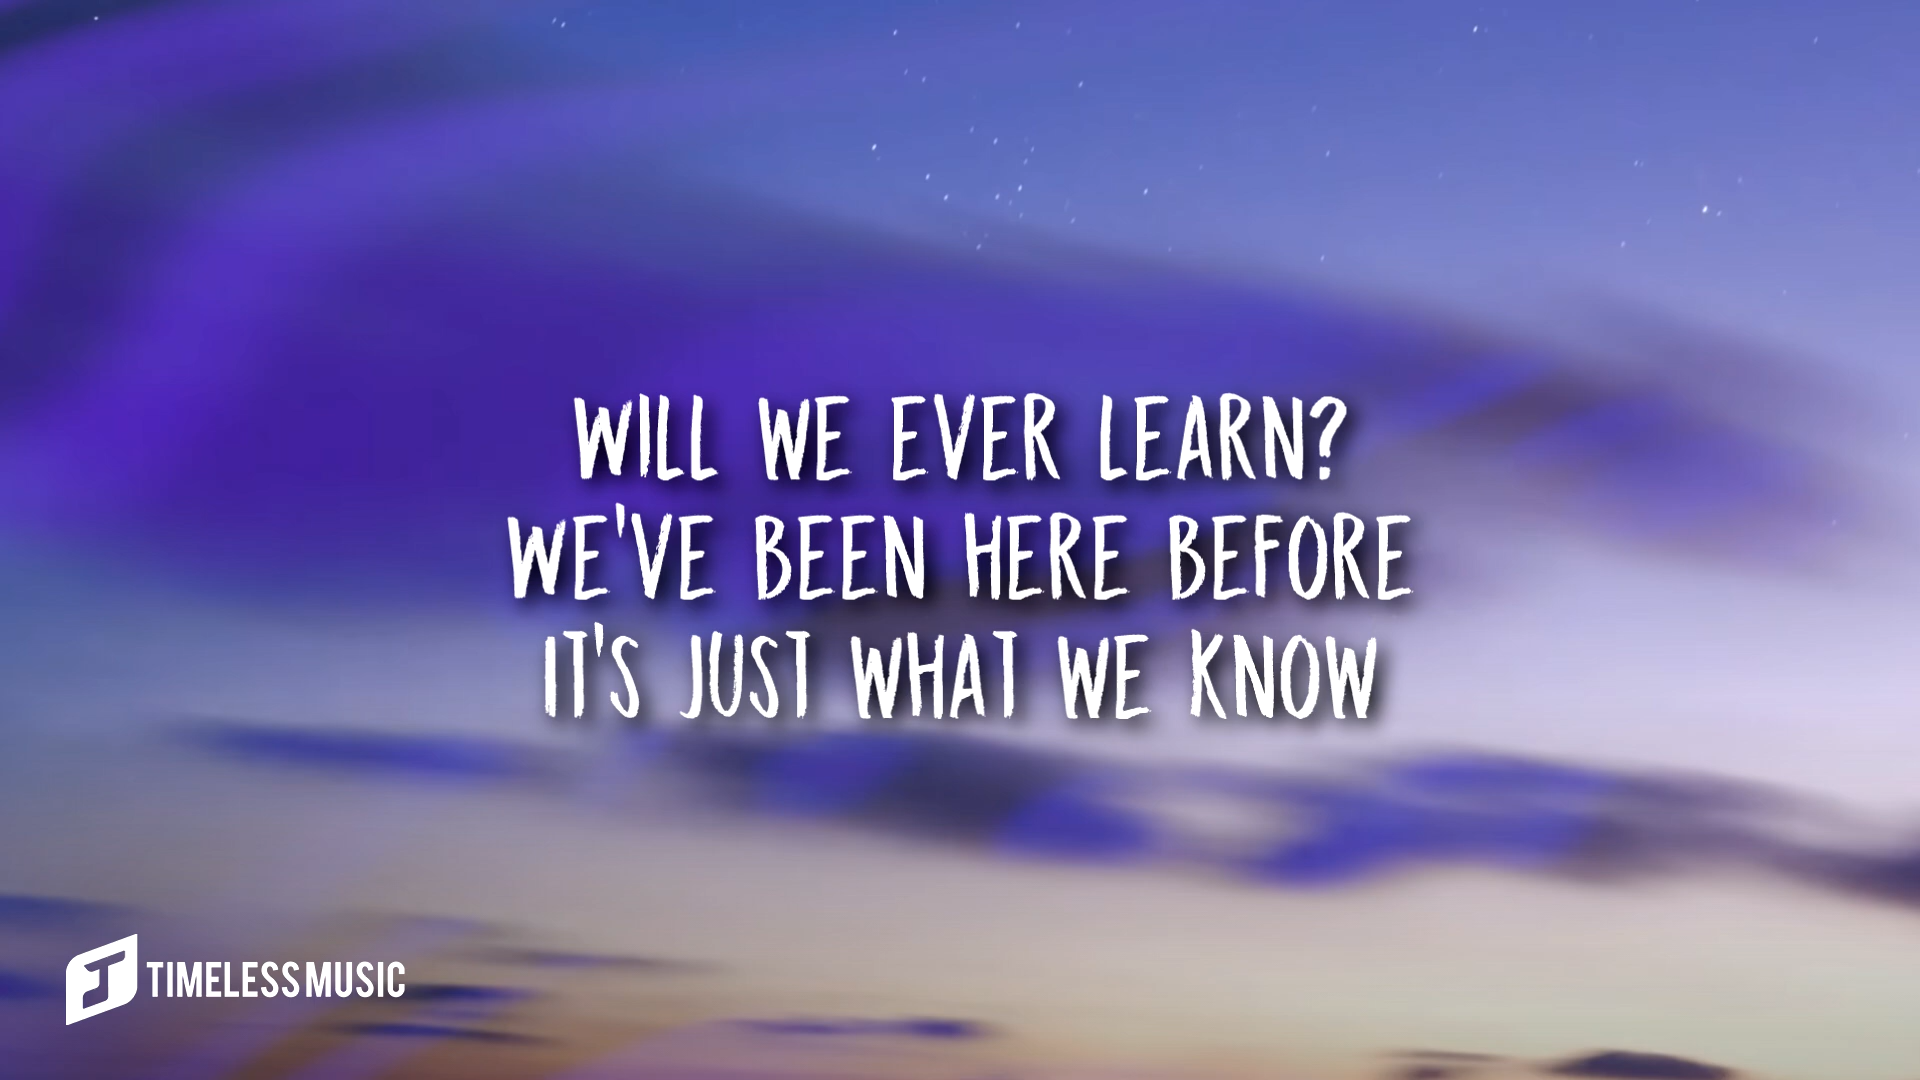 WILL WE EVER LEARN?
WE'VE BEEN HERE BEFORE
IT'S JUST WHAT WE KNOW
TIMELESS MUSIC